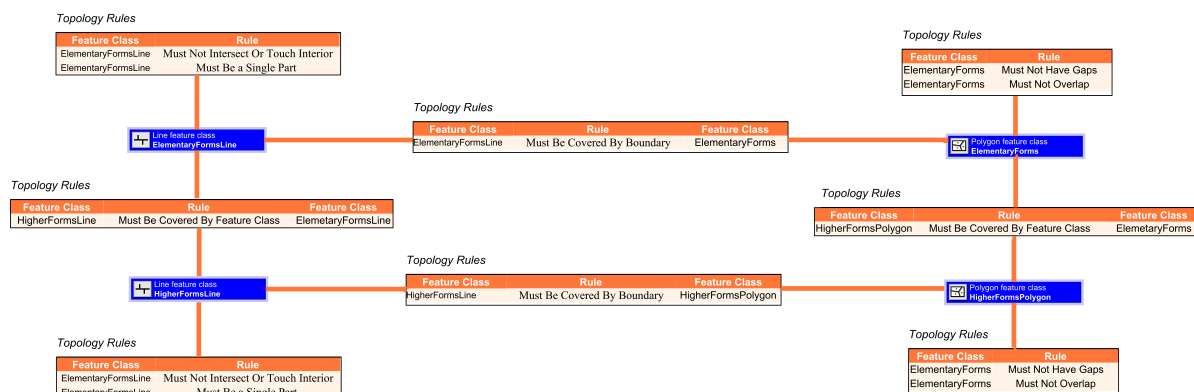 Topology Rules
Feature Class Rule
ElementaryFormsLine Must Not Intersect Or Touch Interior
ElementaryFormsLine Must Be a Single Part
Topology Rules
Feature Class Rule
ElementaryForms Must Not Have Gaps
ElementaryForms Must Not Overlap
Line feature class
ElementaryFormsLine
Topology Rules
Feature Class Rule Feature Class
ElementaryFormsLine Must Be Covered By Boundary ElementaryForms
Polygon feature class
ElementaryForms
Topology Rules
Feature Class Rule Feature Class
HigherFormsLine Must Be Covered By Feature Class ElemetaryFormsLine
Topology Rules
Feature Class Rule Feature Class
HigherFormsPolygon Must Be Covered By Feature Class ElemetaryForms
Line feature class
HigherFormsLine
Topology Rules
Feature Class Rule Feature Class
HigherFormsLine Must Be Covered By Boundary HigherFormsPolygon
Polygon feature class
HigherFormsPolygon
Topology Rules
Feature Class Rule
ElementaryFormsLine Must Not Intersect Or Touch Interior
ElementaryFormsLine Must Be a Single Part
Topology Rules
Feature Class Rule
ElementaryForms Must Not Have Gaps
ElementaryForms Must Not Overlap